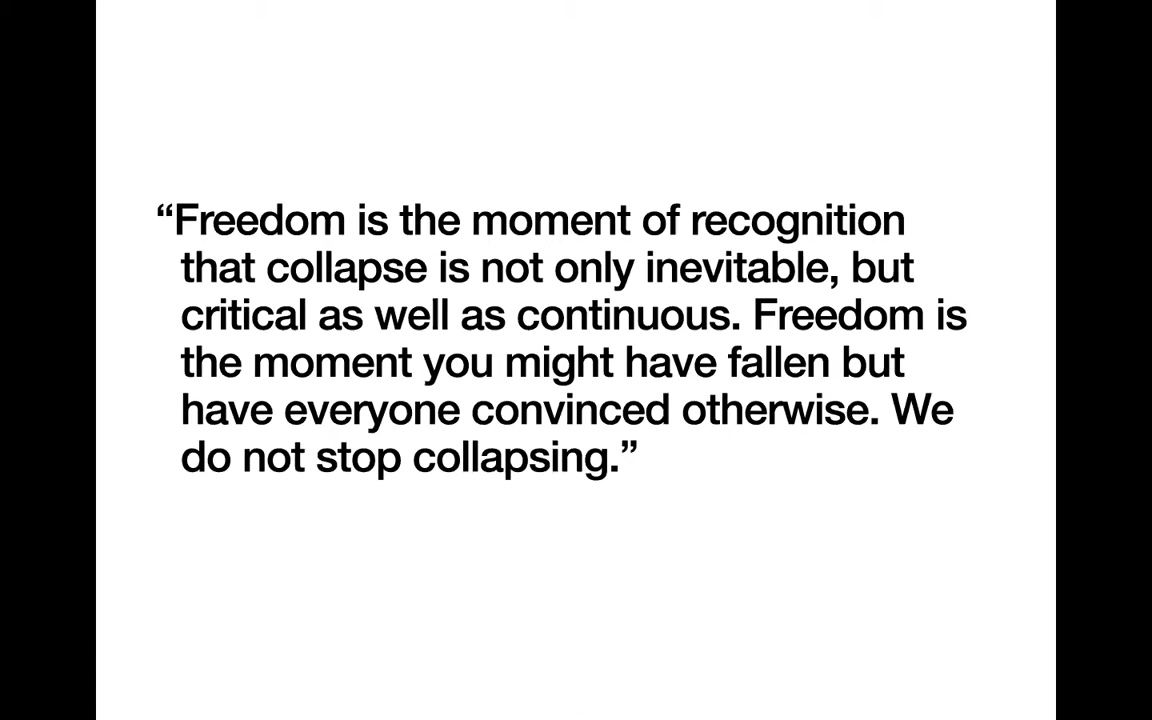 “Freedom is the moment of recognition
that collapse is not only inevitable, but
critical as well as continuous. Freedom is
the moment you might have fallen but
have everyone convinced otherwise. We
do not stop collapsing.”